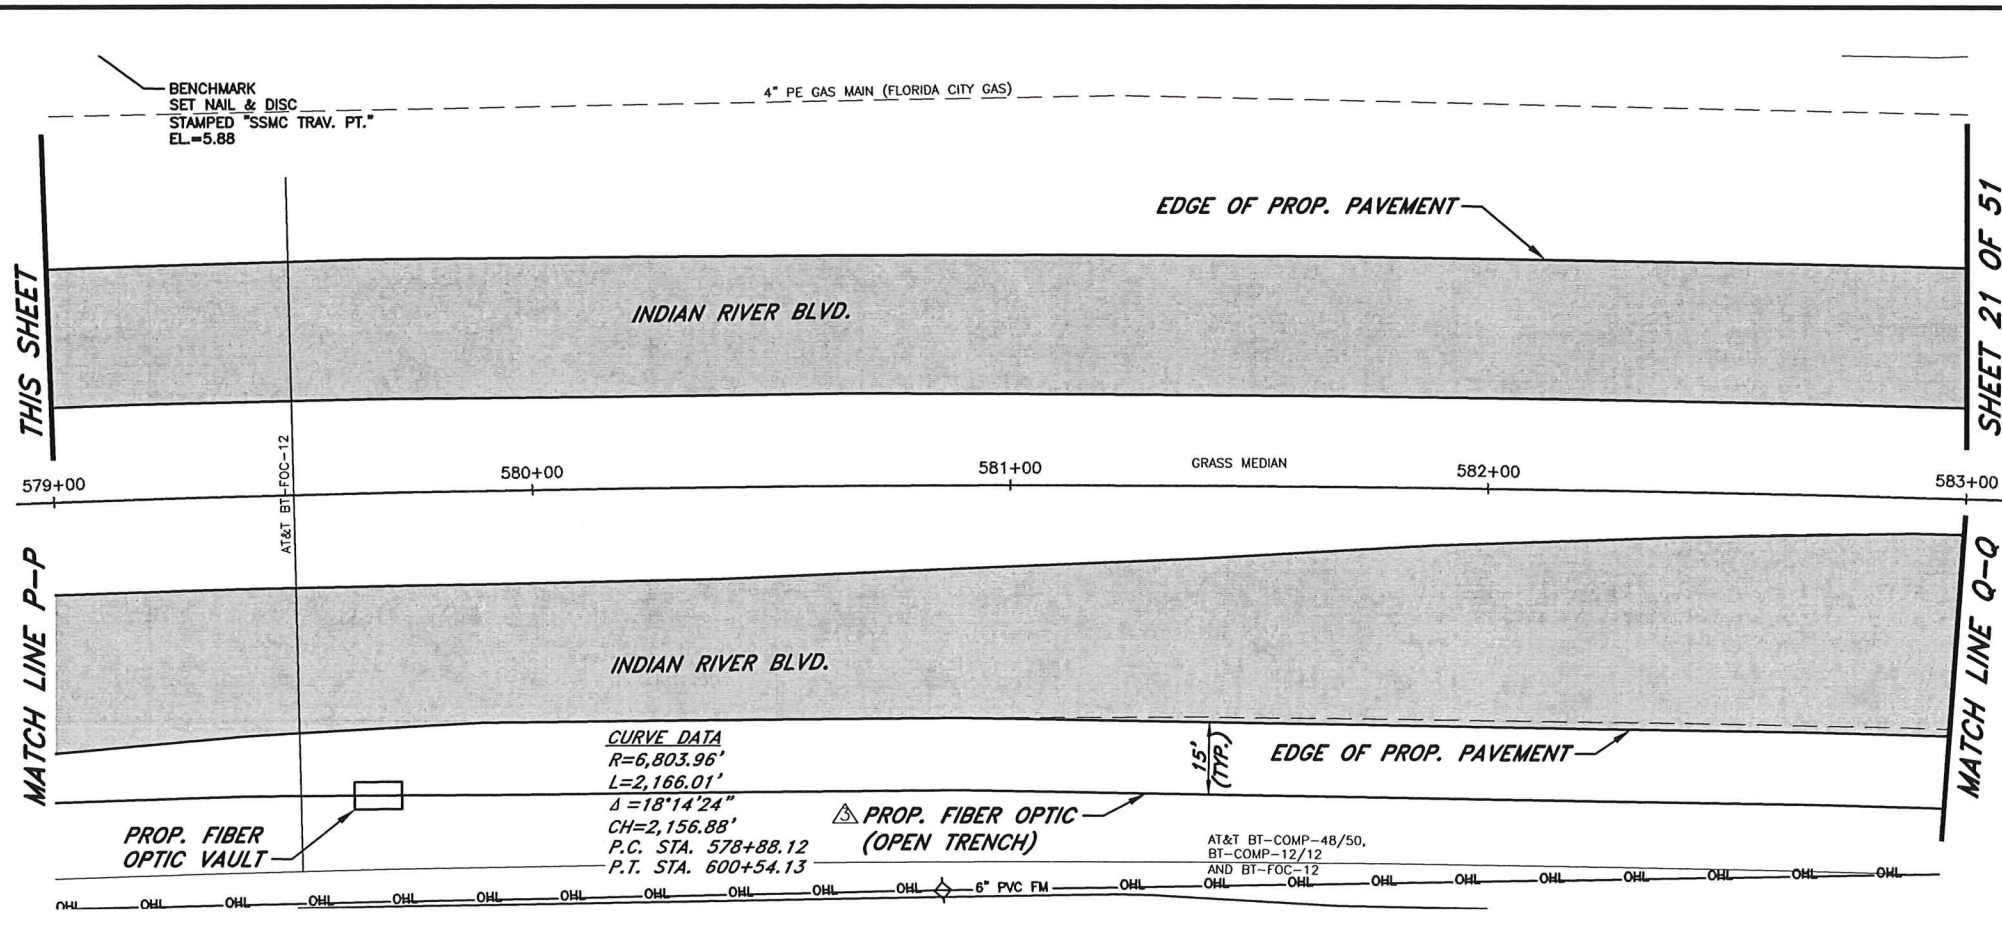 BENCHMARK
SET NAIL & DISC
STAMPED "SSMC TRAV. PT."
EL.=5.88
4" PE GAS MAIN (FLORIDA CITY GAS)
EDGE OF PROP. PAVEMENT
THIS SHEET
SHEET 21 OF 51
INDIAN RIVER BLVD.
AT&T BT-FOC-12
579+00
580+00
581+00
GRASS MEDIAN
582+00
583+00
MATCH LINE P-P
MATCH LINE Q-Q
INDIAN RIVER BLVD.
CURVE DATA
R=6,803.96'
L=2,166.01'
Δ=18°14'24"
CH=2,156.88'
P.C. STA. 578+88.12
P.T. STA. 600+54.13
15'
(TYP.)
EDGE OF PROP. PAVEMENT
PROP. FIBER
OPTIC VAULT
3 PROP. FIBER OPTIC
(OPEN TRENCH)
AT&T BT-COMP-48/50,
BT-COMP-12/12
AND BT-FOC-12
OHL OHL OHL OHL OHL OHL OHL OHL OHL OHL OHL 6" PVC FM OHL OHL OHL OHL OHL OHL OHL OHL OHL OHL